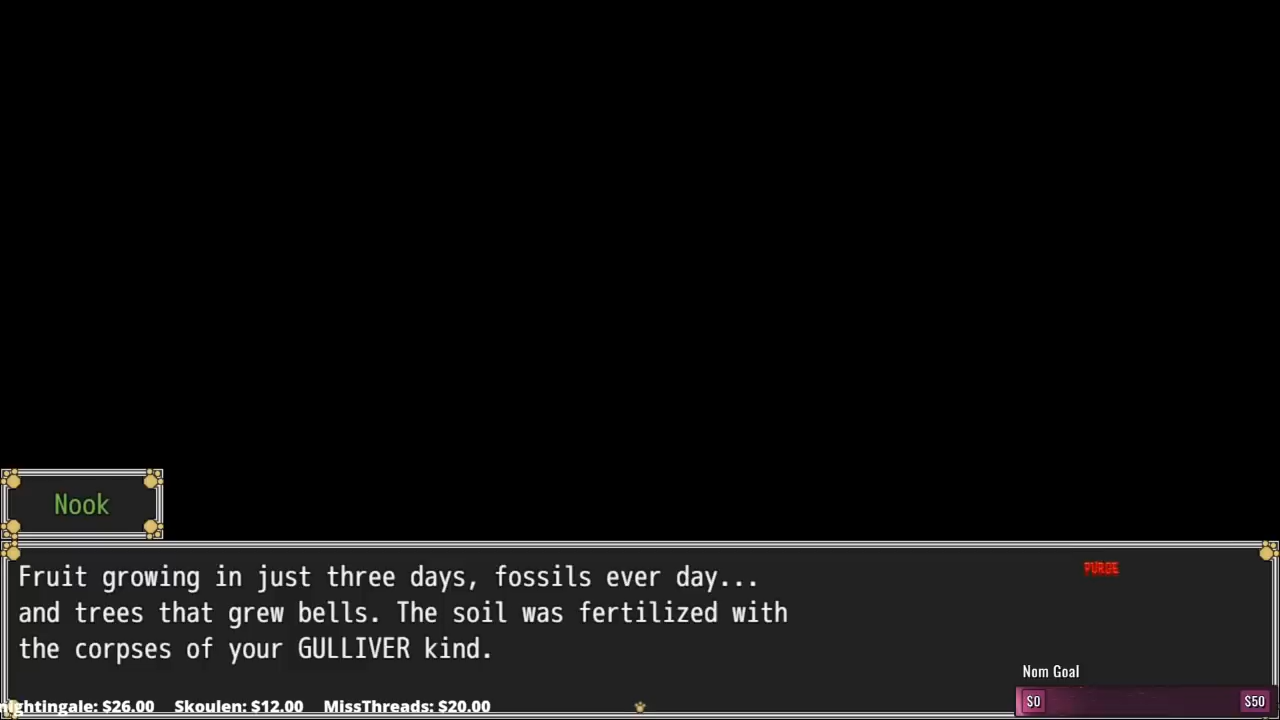 Nook
Fruit growing in just three days, fossils ever day...
PURGE
and trees that grew bells. The soil was fertilized with
the corpses of your GULLIVER kind.
Nom Goal
$0 $50
nightingale: $26.00 Skoulen: $12.00 MissThreads: $20.00